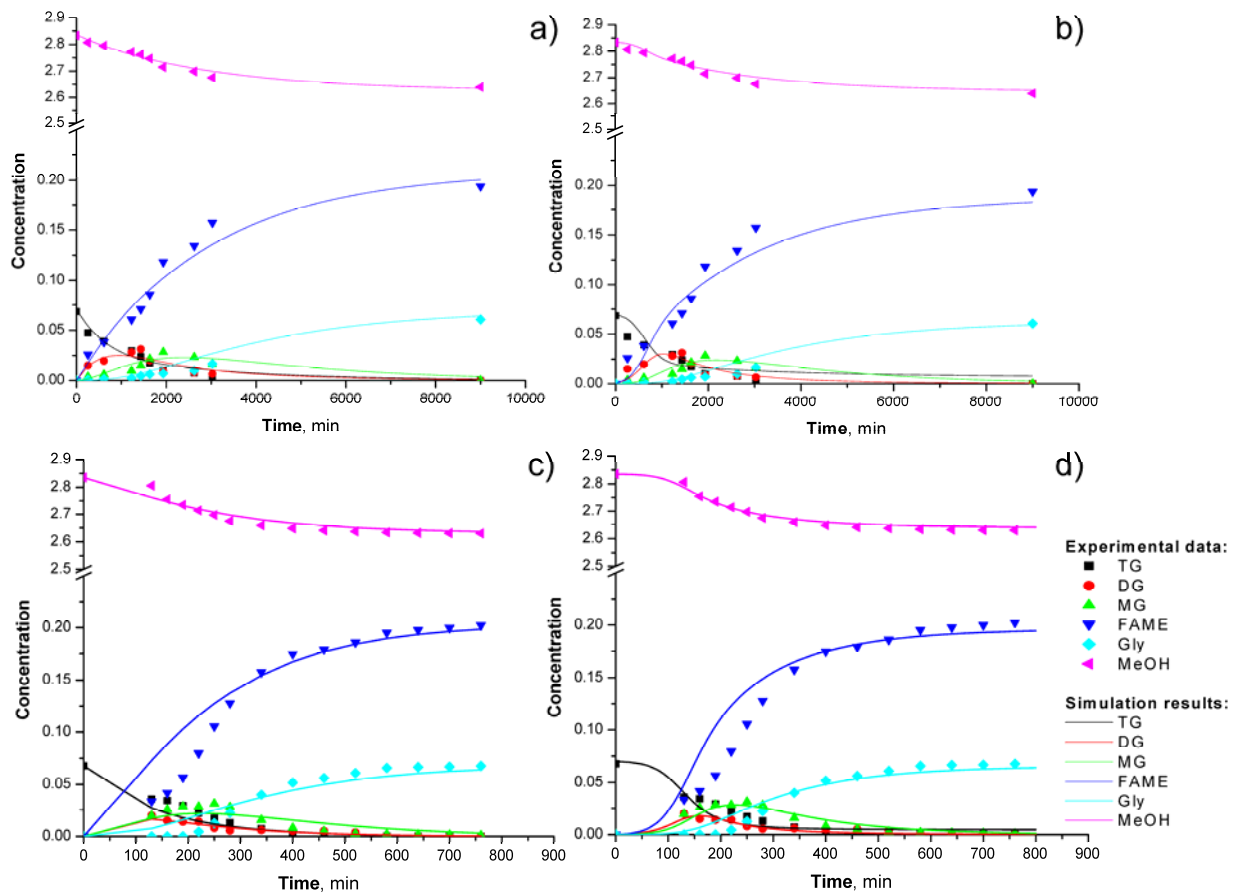 a)
2.9
2.8
2.7
2.6
2.5
0.20
0.15
0.10
0.05
0.00
Concentration
0 2000 4000 6000 8000 10000
Time, min
b)
2.9
2.8
2.7
2.6
2.5
0.20
0.15
0.10
0.05
0.00
Concentration
0 2000 4000 6000 8000 10000
Time, min
c)
2.9
2.8
2.7
2.6
2.5
0.20
0.15
0.10
0.05
0.00
Concentration
0 100 200 300 400 500 600 700 800 900
Time, min
d)
2.9
2.8
2.7
2.6
2.5
0.20
0.15
0.10
0.05
0.00
Concentration
0 100 200 300 400 500 600 700 800 900
Time, min
Experimental data:
TG
DG
MG
FAME
Gly
MeOH
Simulation results:
TG
DG
MG
FAME
Gly
MeOH